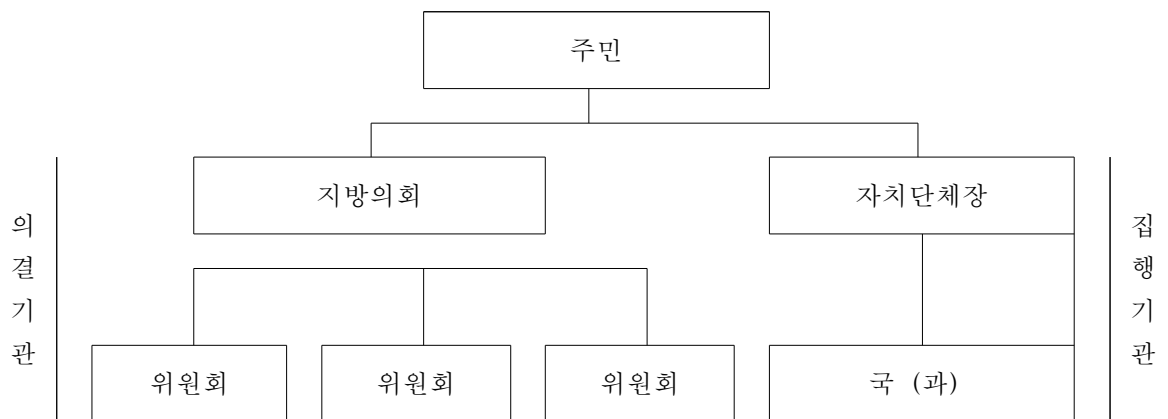 주민
지방의회
자치단체장
의결기관
집행기관
위원회
위원회
위원회
국 (과)